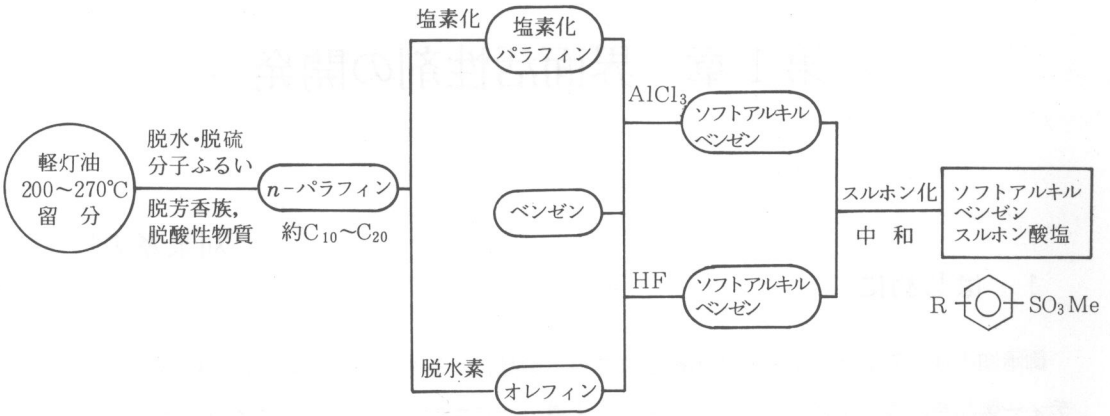 塩素化
塩素化
パラフィン
AlCl₃
ソフトアルキル
ベンゼン
軽灯油
200～270℃
留 分
脱水・脱硫
分子ふるい
脱芳香族,
脱酸性物質
n-パラフィン
約C₁₀～C₂₀
ベンゼン
スルホン化
中 和
ソフトアルキル
ベンゼン
スルホン酸塩
HF
ソフトアルキル
ベンゼン
R
SO₃Me
脱水素
オレフィン